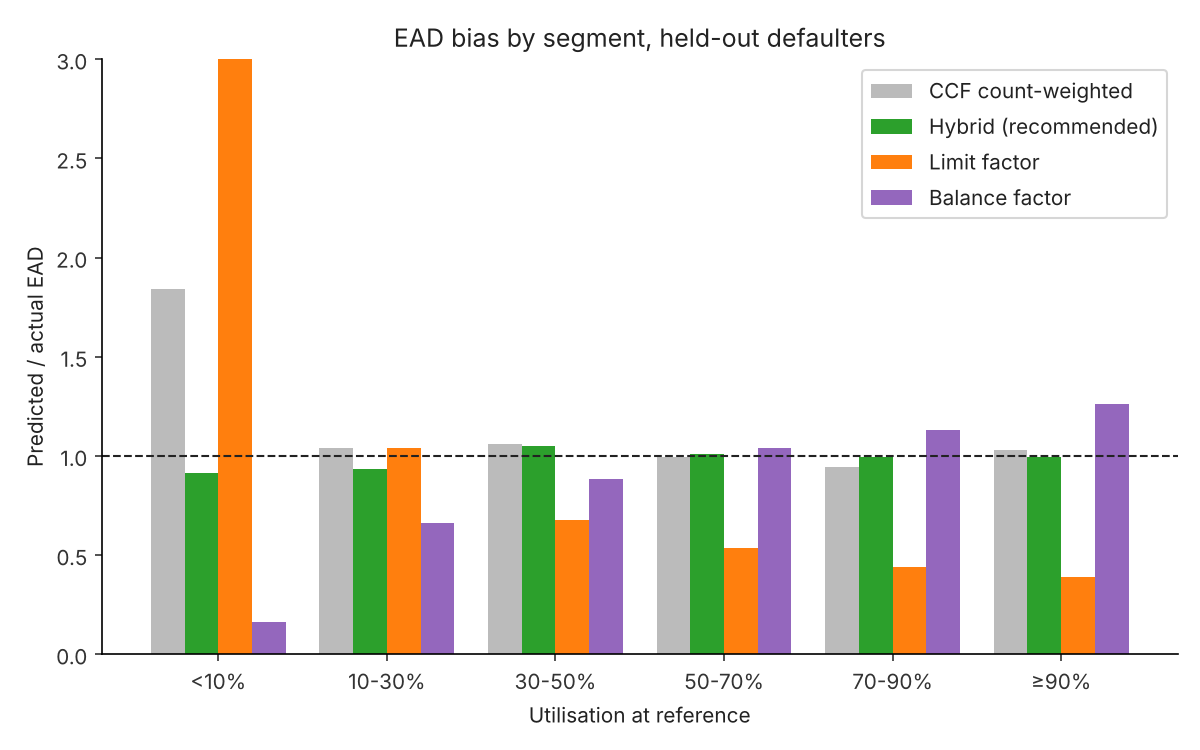 EAD bias by segment, held-out defaulters
CCF count-weighted
Hybrid (recommended)
Limit factor
Balance factor
Predicted / actual EAD
3.0
2.5
2.0
1.5
1.0
0.5
0.0
<10%
10-30%
30-50%
50-70%
70-90%
≥90%
Utilisation at reference